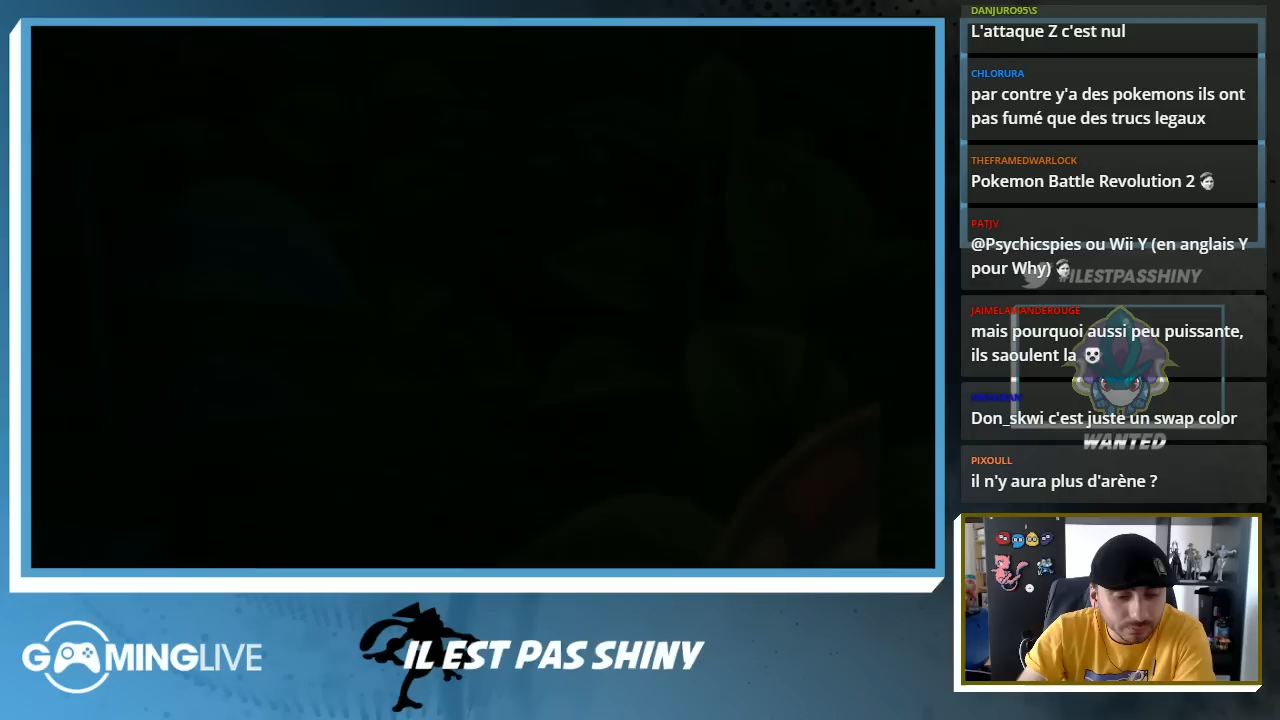 DANJURO95\S
L'attaque Z c'est nul
CHLORURA
par contre y'a des pokemons ils ont
pas fumé que des trucs legaux
THEFRAMEDWARLOCK
Pokemon Battle Revolution 2
PATJV
@Psychicspies ou Wii Y (en anglais Y
pour Why)
#ILESTPASSHINY
mais pourquoi aussi peu puissante,
ils saoulent la
Don_skwi c'est juste un swap color
WANTED
PIXOULL
il n'y aura plus d'arène ?
GAMINGLIVE
IL EST PAS SHINY